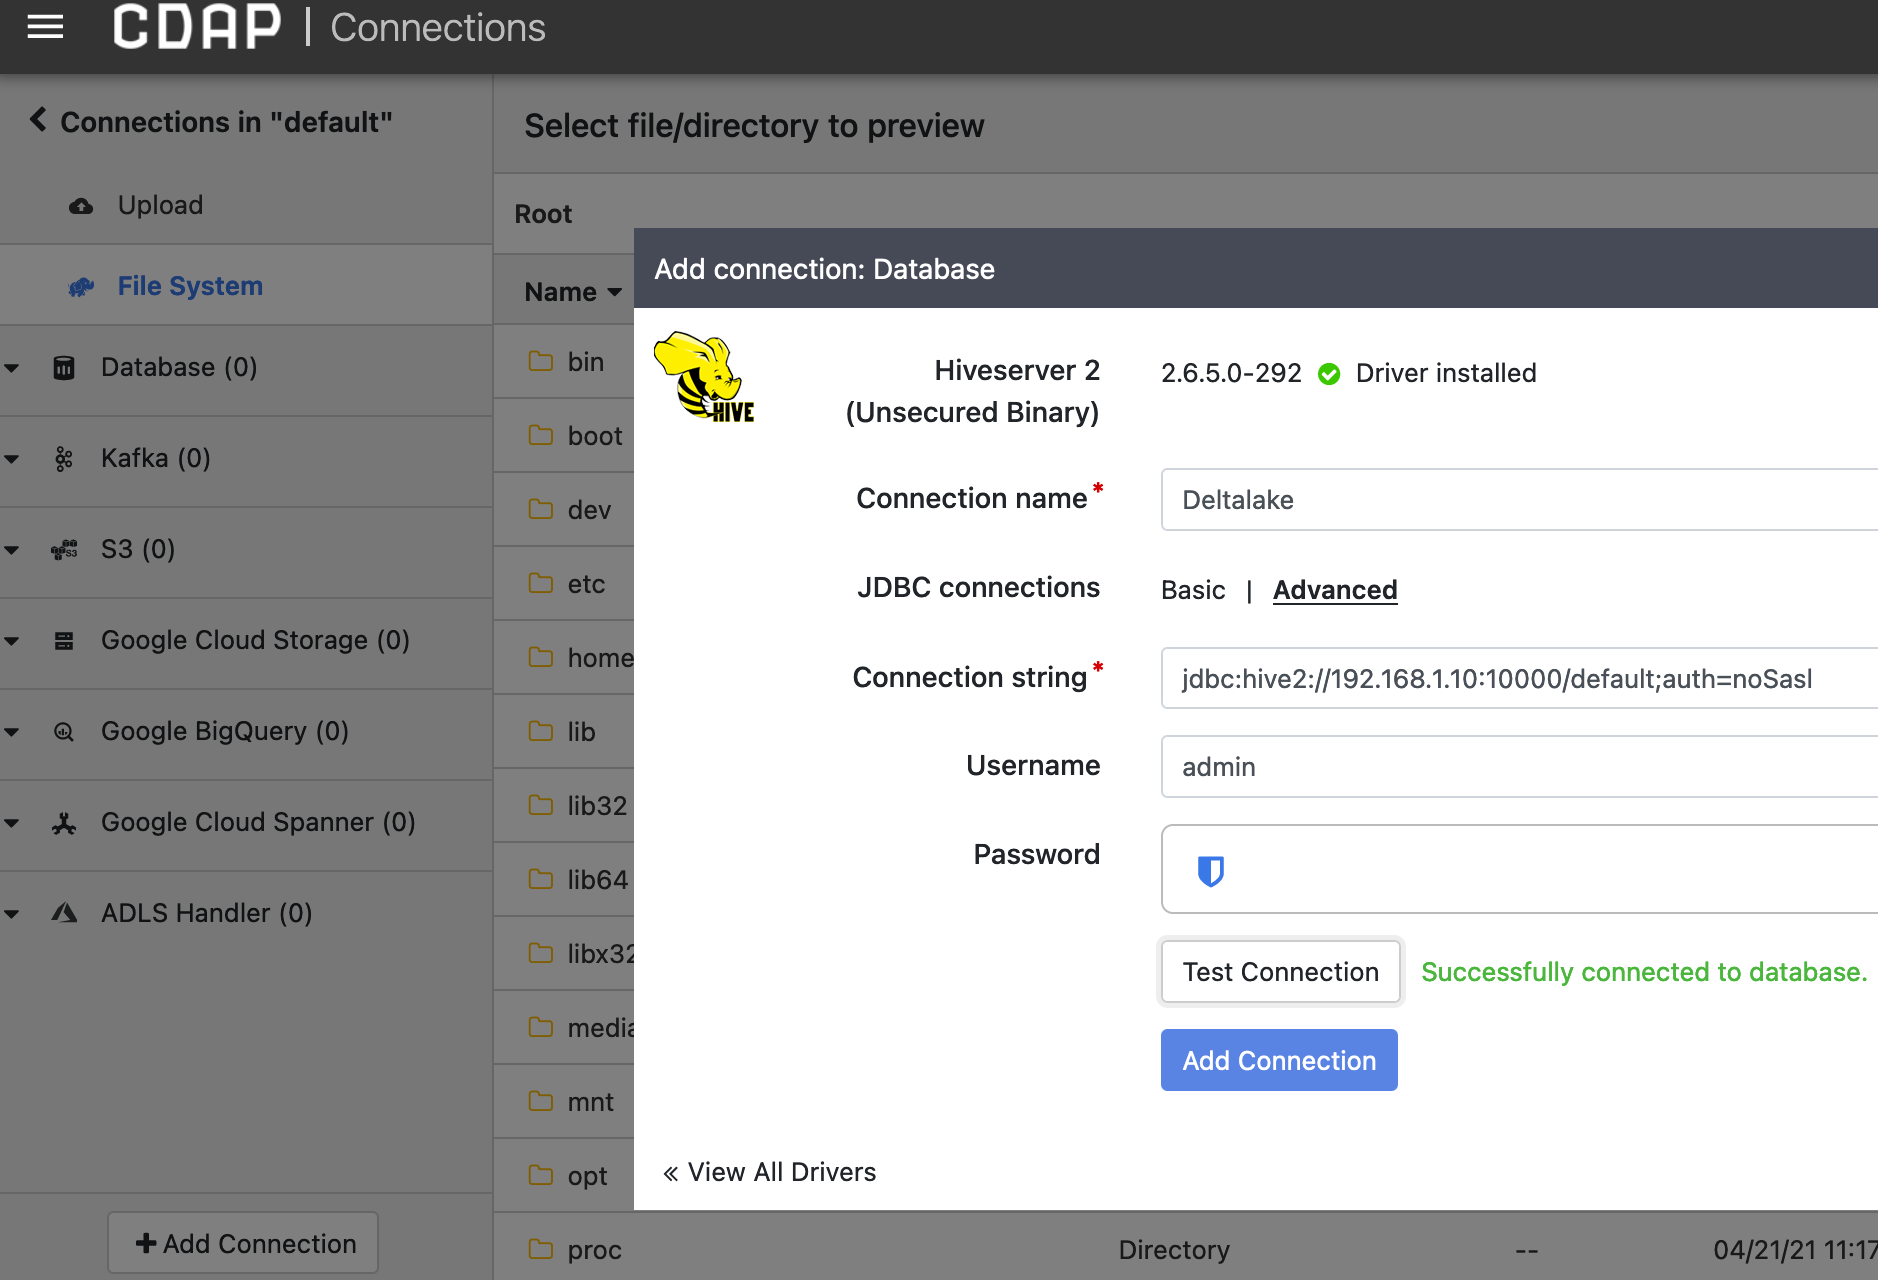 CDAP | Connections
Connections in "default"
Upload
File System
Database (0)
Kafka (0)
S3 (0)
Google Cloud Storage (0)
Google BigQuery (0)
Google Cloud Spanner (0)
ADLS Handler (0)
Add Connection
Select file/directory to preview
Root
Name
bin
boot
dev
etc
home
lib
lib32
lib64
libx32
media
mnt
opt
proc Directory -- 04/21/21 11:17
Add connection: Database
HIVE
Hiveserver 2
(Unsecured Binary)
2.6.5.0-292 Driver installed
Connection name* Deltalake
JDBC connections Basic | Advanced
Connection string* jdbc:hive2://192.168.1.10:10000/default;auth=noSasl
Username admin
Password
Test Connection Successfully connected to database.
Add Connection
« View All Drivers